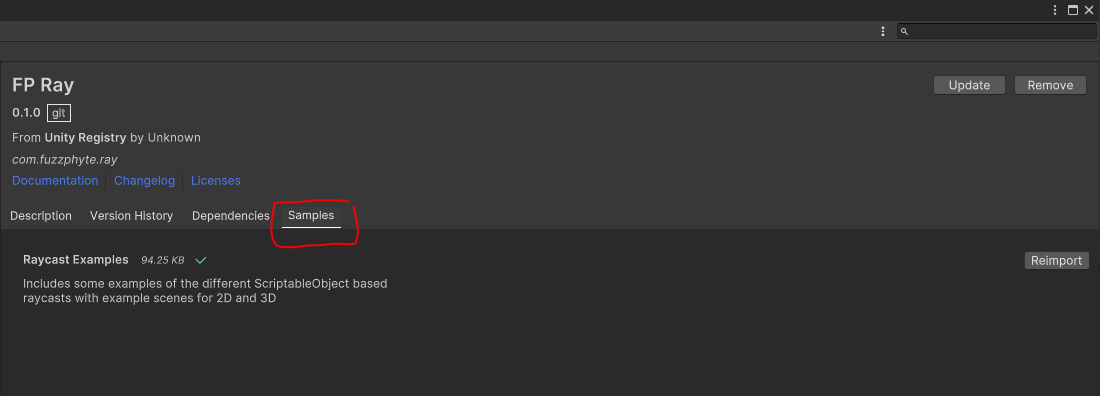 FP Ray
Update
Remove
0.1.0 git
From Unity Registry by Unknown
com.fuzzphyte.ray
Documentation Changelog Licenses
Description Version History Dependencies Samples
Raycast Examples 94.25 KB
Reimport
Includes some examples of the different ScriptableObject based
raycasts with example scenes for 2D and 3D